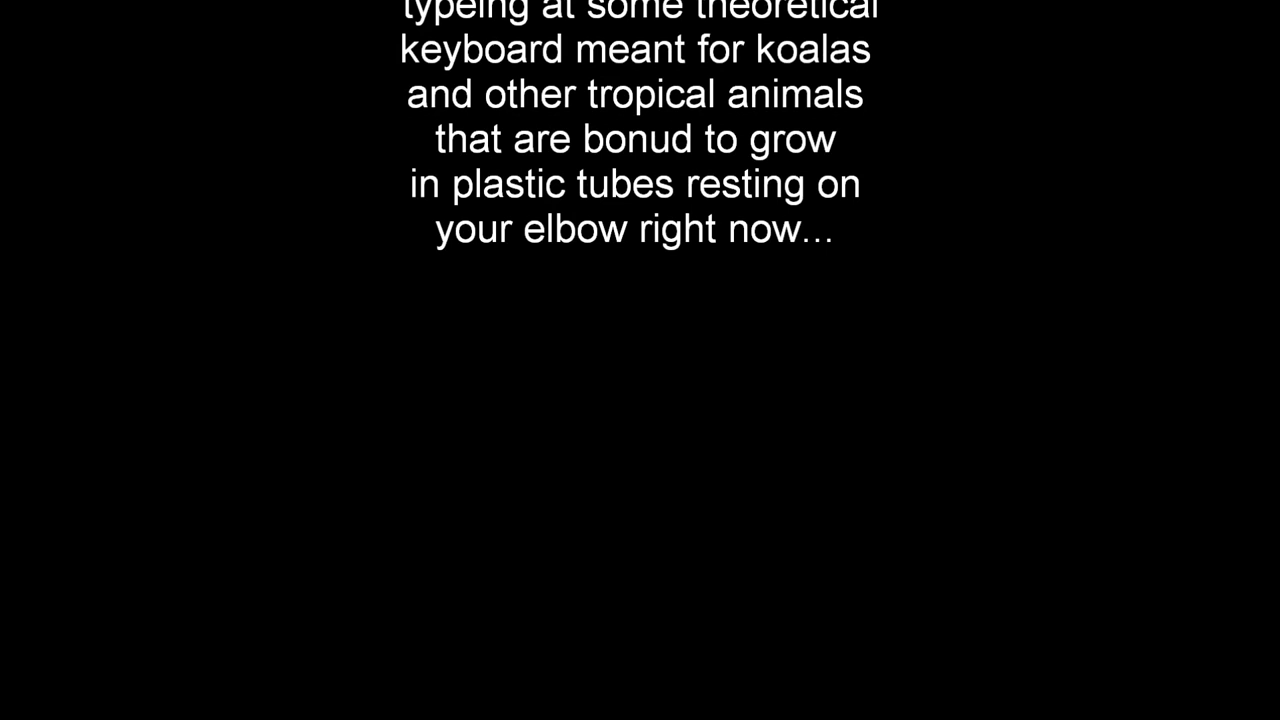 typeing at some theoretical
keyboard meant for koalas
and other tropical animals
that are bonud to grow
in plastic tubes resting on
your elbow right now...